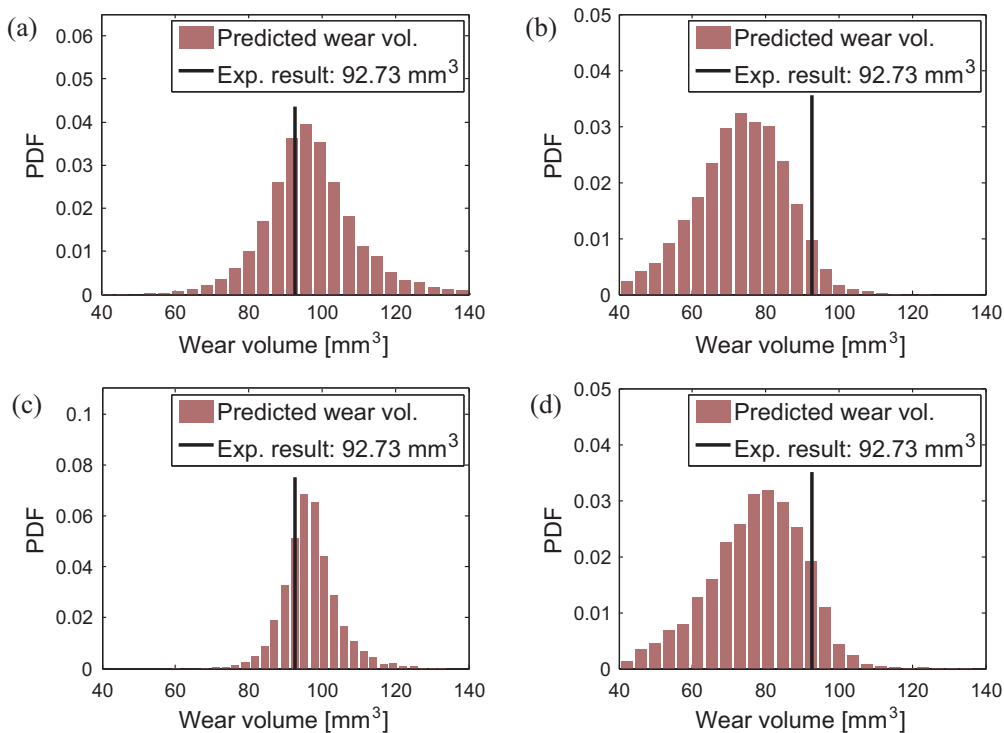 (a)
0.06
0.05
0.04
0.03
0.02
0.01
0
PDF
Predicted wear vol.
Exp. result: 92.73 mm³
40 60 80 100 120 140
Wear volume [mm³]
(b)
0.05
0.04
0.03
0.02
0.01
0
PDF
Predicted wear vol.
Exp. result: 92.73 mm³
40 60 80 100 120 140
Wear volume [mm³]
(c)
0.1
0.08
0.06
0.04
0.02
0
PDF
Predicted wear vol.
Exp. result: 92.73 mm³
40 60 80 100 120 140
Wear volume [mm³]
(d)
0.05
0.04
0.03
0.02
0.01
0
PDF
Predicted wear vol.
Exp. result: 92.73 mm³
40 60 80 100 120 140
Wear volume [mm³]